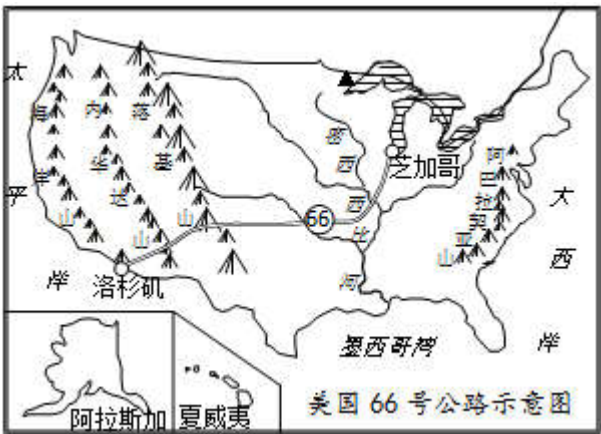 太平洋
海岸山
内华达山
落基山
密西西比河
阿巴拉契亚山
大西洋
芝加哥
66
洛杉矶
墨西哥湾
阿拉斯加
夏威夷
美国66号公路示意图